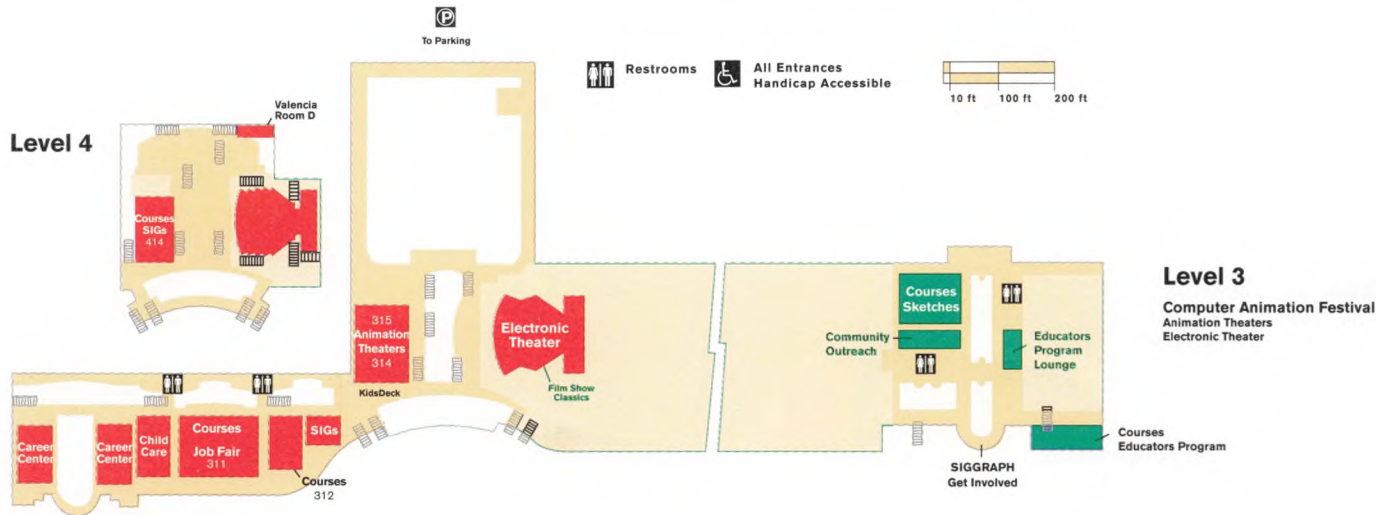 P
To Parking
Restrooms
All Entrances
Handicap Accessible
10 ft
100 ft
200 ft
Level 4
Valencia
Room D
Courses
SIGs
414
315
Animation
Theaters
314
KidsDeck
Electronic
Theater
Film Show
Classics
Career
Center
Career
Center
Child
Care
Courses
Job Fair
311
SIGs
Courses
312
Courses
Sketches
Community
Outreach
Educators
Program
Lounge
SIGGRAPH
Get Involved
Courses
Educators Program
Level 3
Computer Animation Festival
Animation Theaters
Electronic Theater